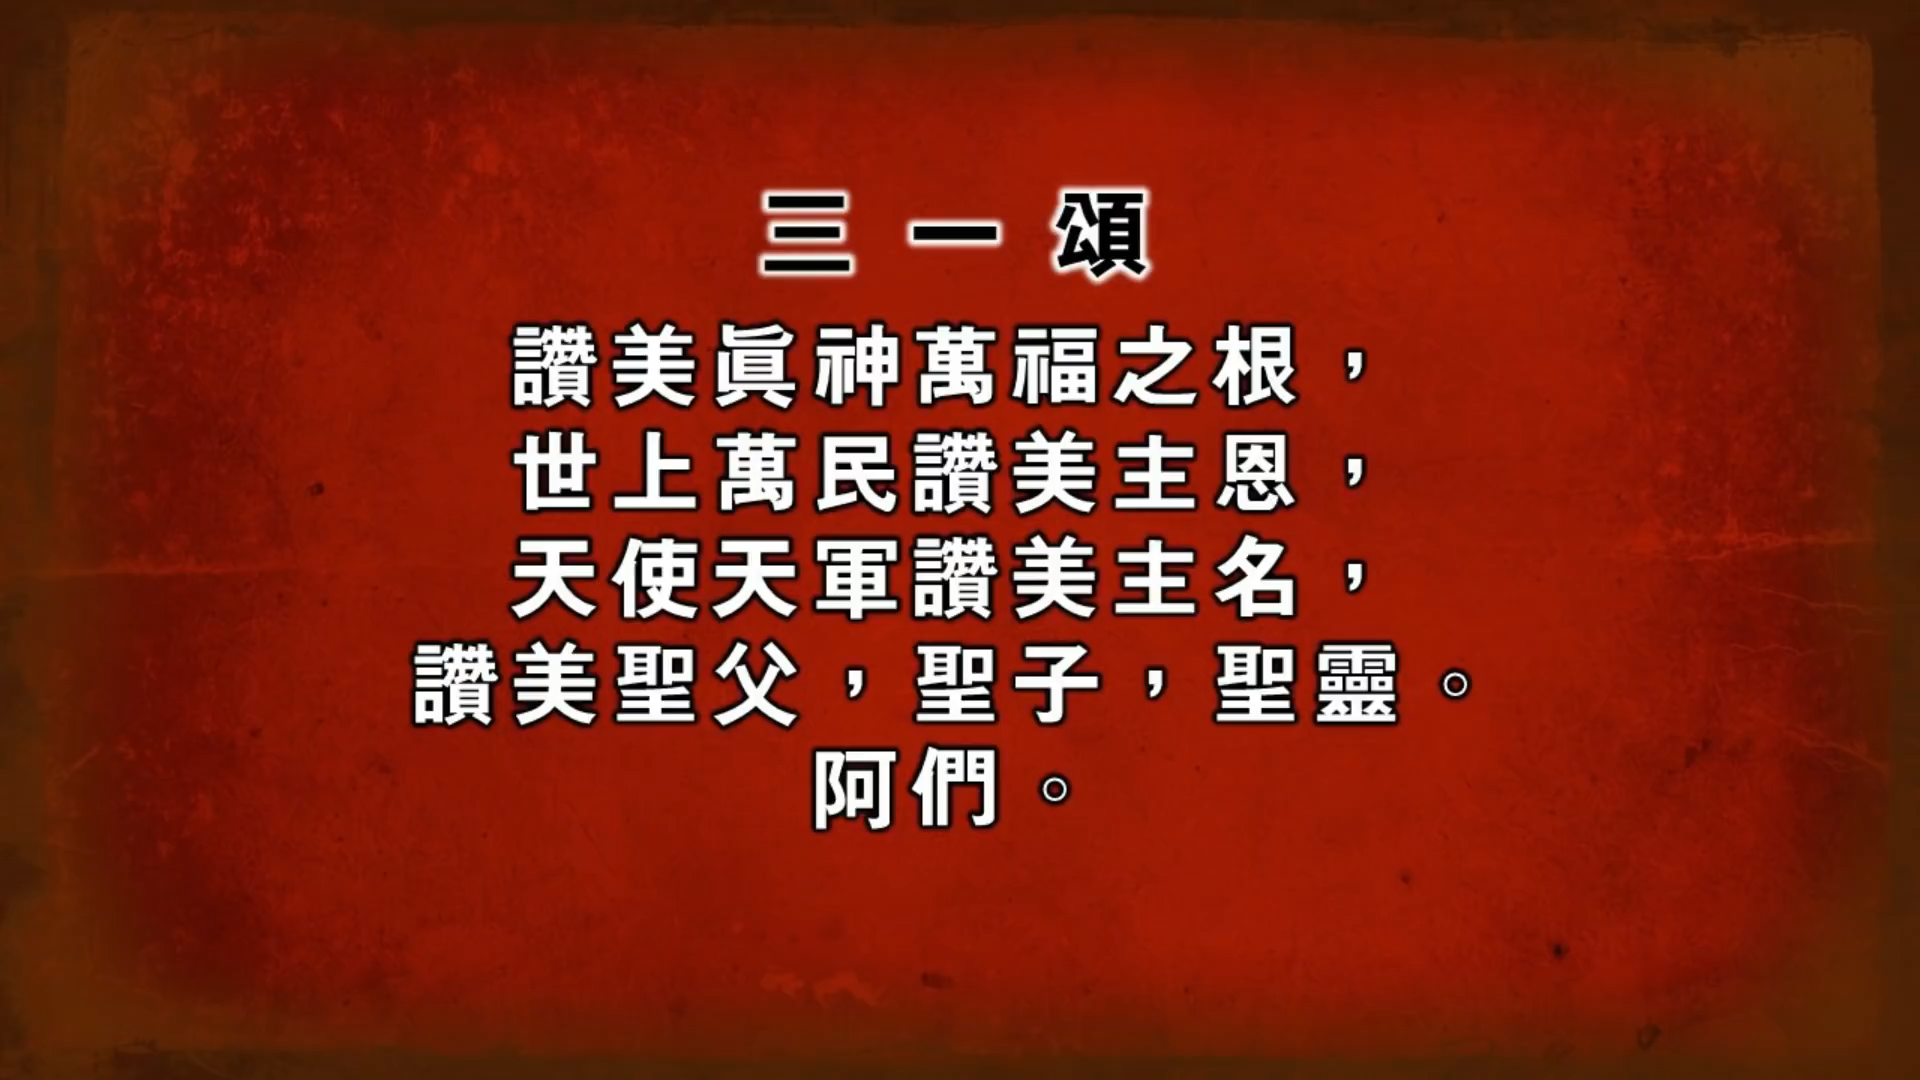 三一頌
讚美眞神萬福之根，
世上萬民讚美主恩，
天使天軍讚美主名，
讚美聖父，聖子，聖靈。
阿們。